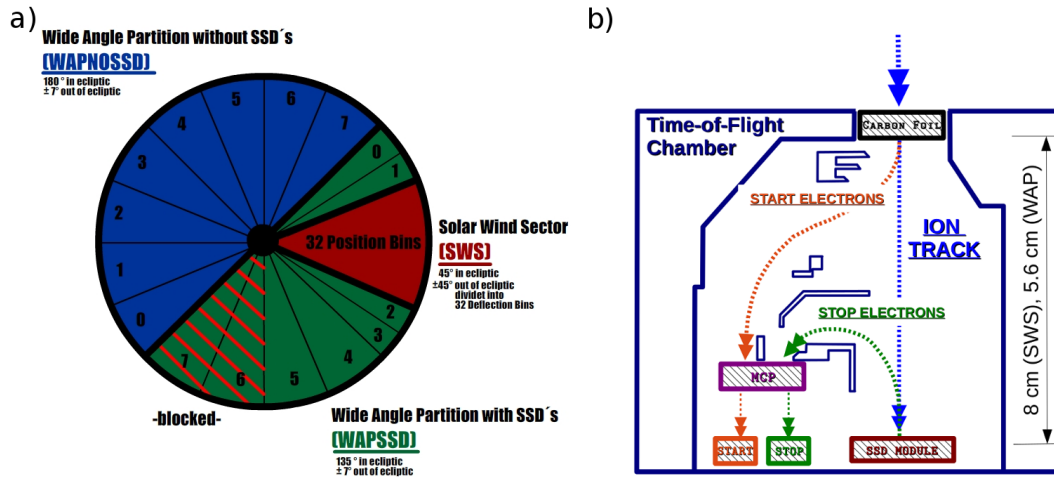 a)
Wide Angle Partition without SSD´s
(WAPNOSSD)
180 ° in ecliptic
± 7° out of ecliptic
5
6
4
7
3
0
1
2
32 Position Bins
Solar Wind Sector
(SWS)
45° in ecliptic
±45° out of ecliptic
dividet into
32 Deflection Bins
1
0
2
3
4
7
6
5
-blocked-
Wide Angle Partition with SSD´s
(WAPSSD)
135 ° in ecliptic
± 7° out of ecliptic
b)
Carbon Foil
Time-of-Flight
Chamber
START ELECTRONS
ION
TRACK
STOP ELECTRONS
MCP
START
STOP
SSD MODULE
8 cm (SWS), 5.6 cm (WAP)